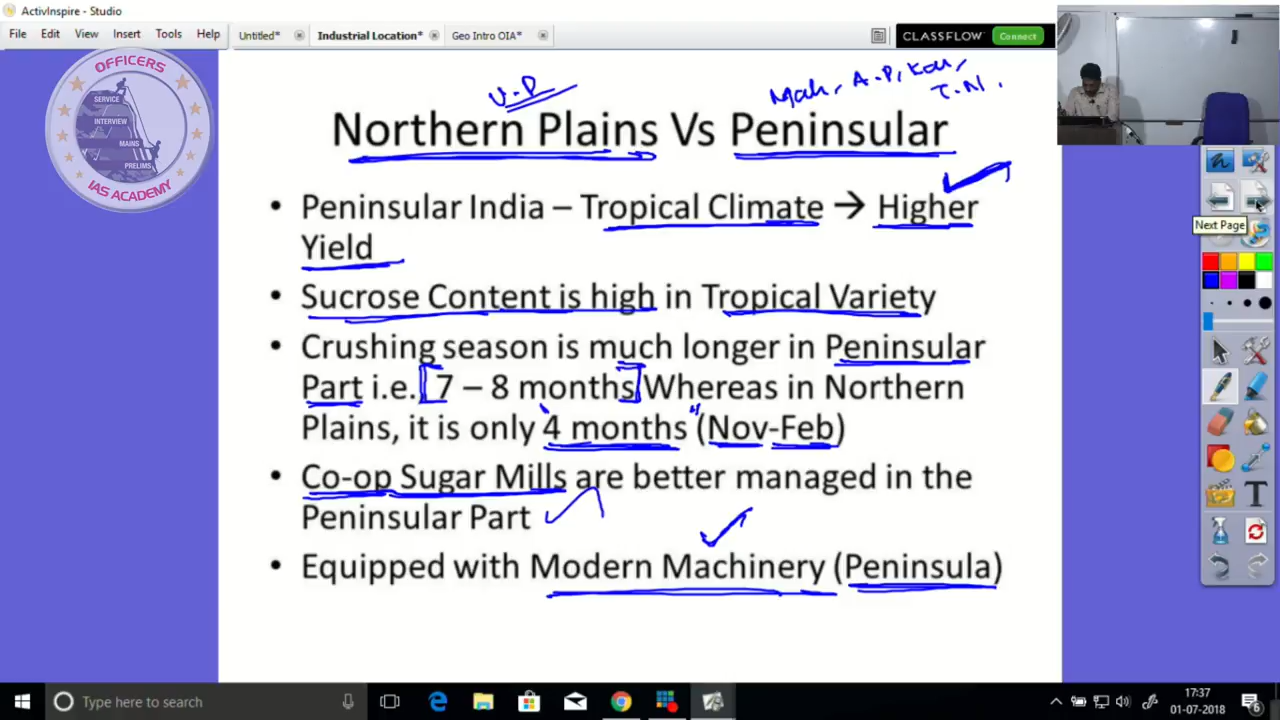 ActivInspire - Studio
File Edit View Insert Tools Help
Untitled* Industrial Location* Geo Intro OIA*
CLASSFLOW Connect
OFFICERS
SERVICE
INTERVIEW
MAINS
PRELIMS
IAS ACADEMY
U.P
Mah, A.P, Kar,
T.N.
Northern Plains Vs Peninsular
• Peninsular India – Tropical Climate → Higher
Yield
• Sucrose Content is high in Tropical Variety
• Crushing season is much longer in Peninsular
Part i.e. 7 – 8 months Whereas in Northern
Plains, it is only 4 months (Nov-Feb)
• Co-op Sugar Mills are better managed in the
Peninsular Part
• Equipped with Modern Machinery (Peninsula)
Next Page
Type here to search
17:37
01-07-2018
6